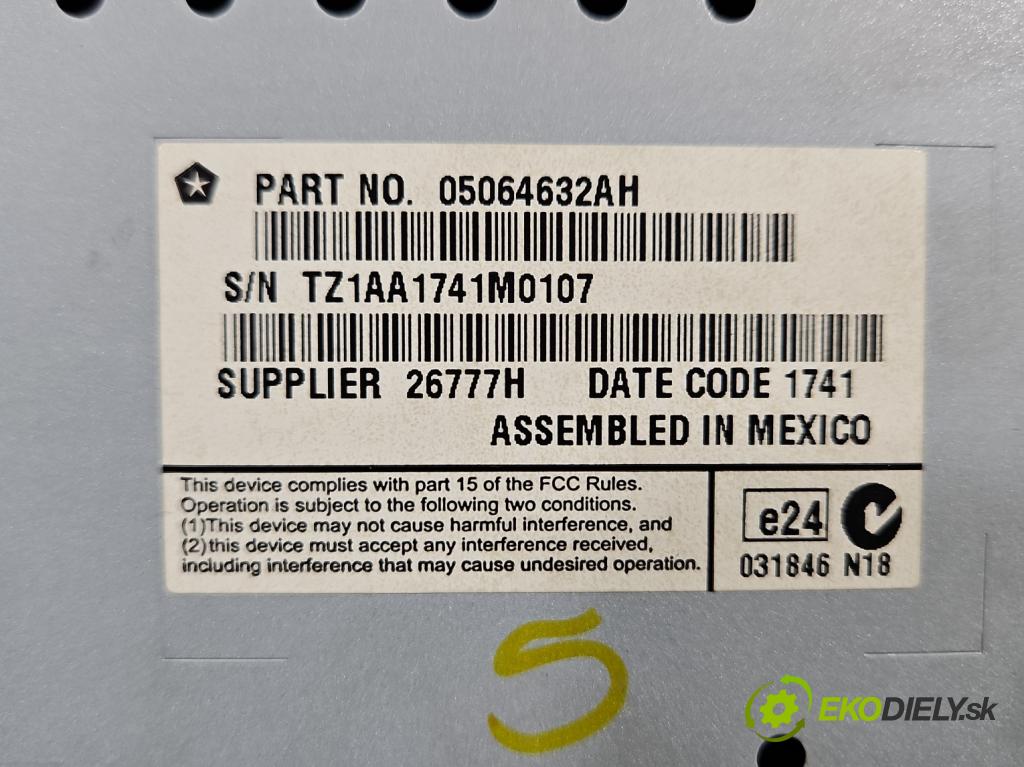 PART NO. 05064632AH
S/N TZ1AA1741M0107
SUPPLIER 26777H DATE CODE 1741
ASSEMBLED IN MEXICO
This device complies with part 15 of the FCC Rules.
Operation is subject to the following two conditions.
(1)This device may not cause harmful interference, and
(2)this device must accept any interference received,
including interference that may cause undesired operation.
e24
031846 N18
5
EKODIELY.sk